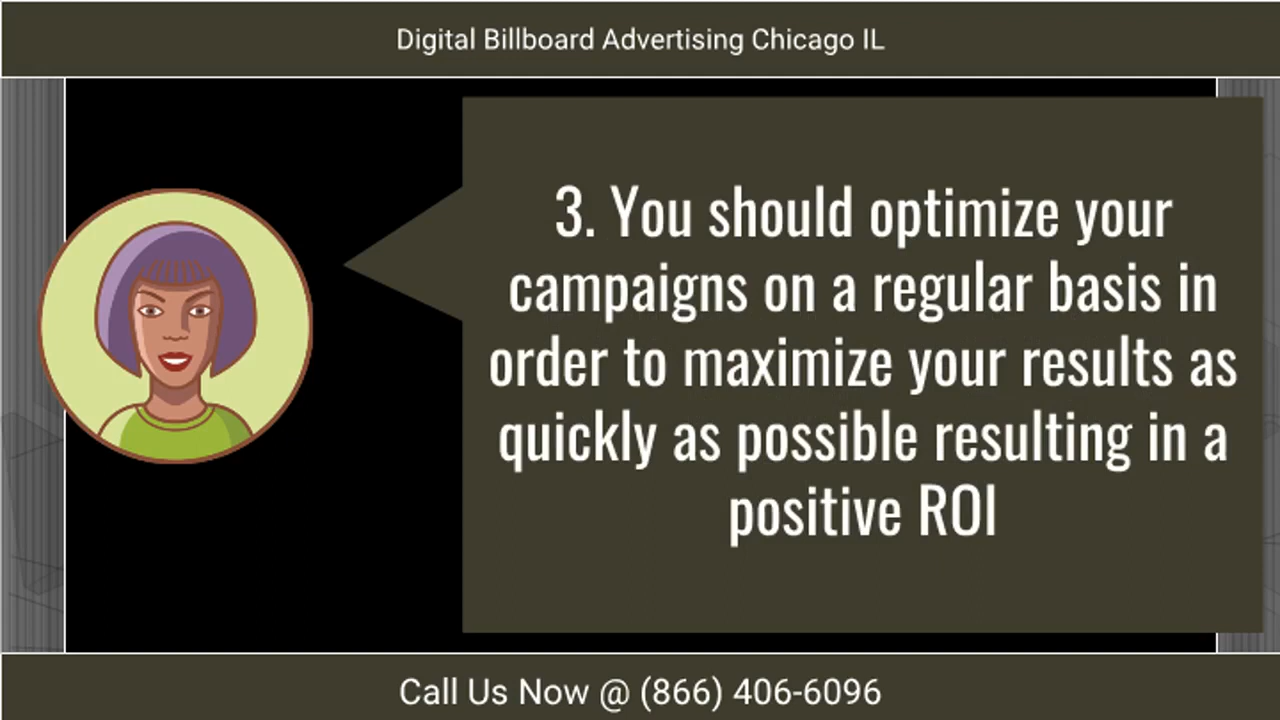 Digital Billboard Advertising Chicago IL
3. You should optimize your
campaigns on a regular basis in
order to maximize your results as
quickly as possible resulting in a
positive ROI
Call Us Now @ (866) 406-6096